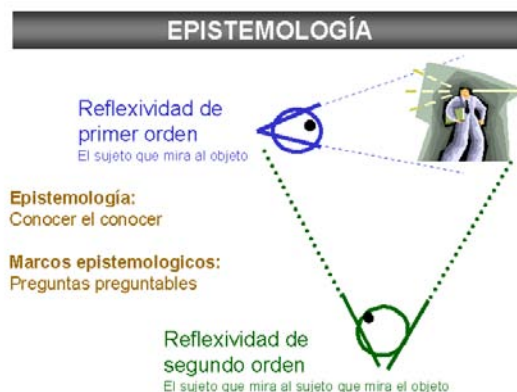 EPISTEMOLOGÍA
Reflexividad de
primer orden
El sujeto que mira al objeto
Epistemología:
Conocer el conocer
Marcos epistemologicos:
Preguntas preguntables
Reflexividad de
segundo orden
El sujeto que mira al sujeto que mira el objeto